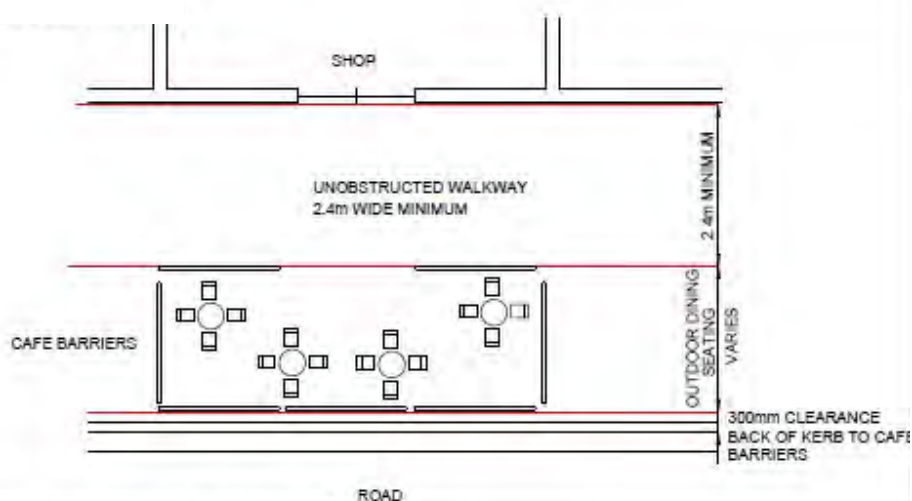 SHOP
UNOBSTRUCTED WALKWAY
2.4m WIDE MINIMUM
2.4m MINIMUM
CAFE BARRIERS
OUTDOOR DINING
SEATING
VARIES
300mm CLEARANCE
BACK OF KERB TO CAFE
BARRIERS
ROAD